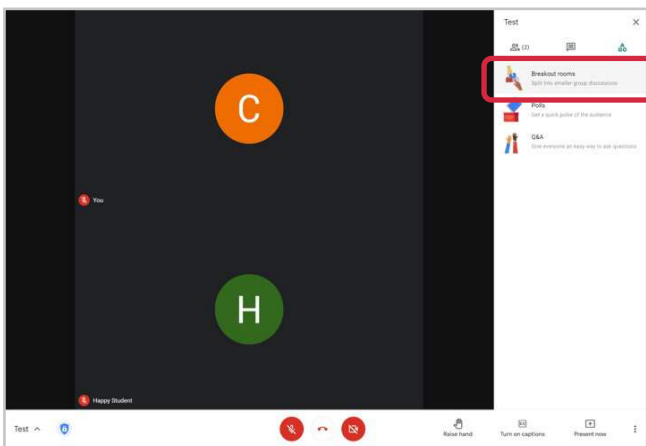 Test
(2)
Breakout rooms
Split into smaller group discussions
Polls
Get a quick pulse of the audience
Q&A
Give everyone an easy way to ask questions
C
You
H
Happy Student
Test
Raise hand
Turn on captions
Present now